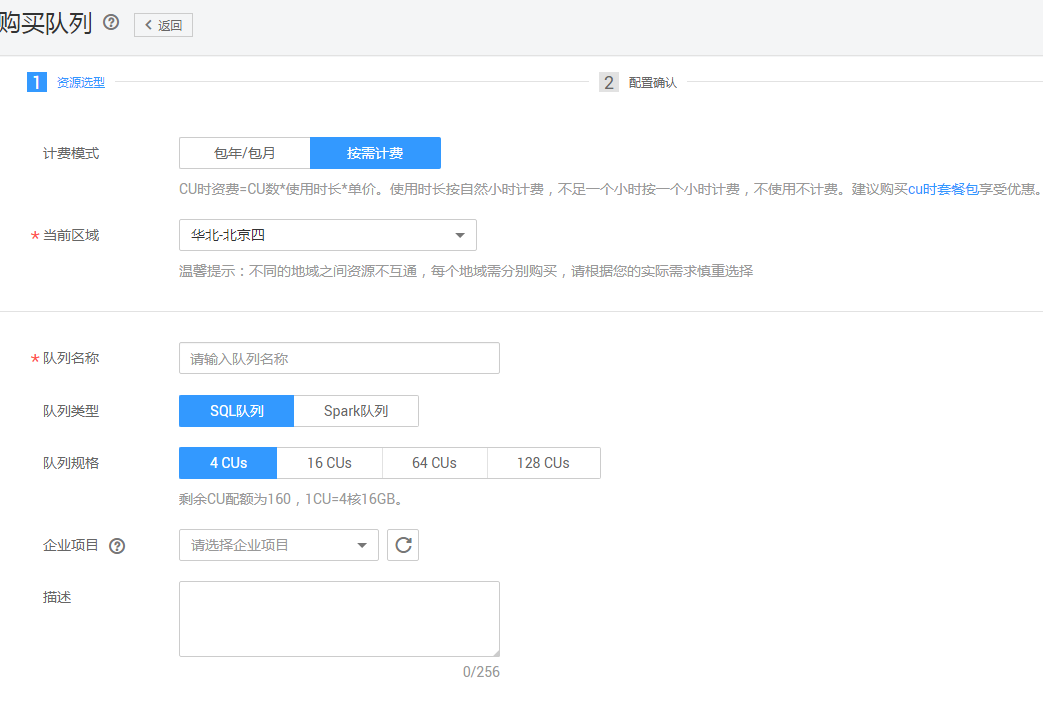 购买队列 ? 返回
1 资源选型 2 配置确认
计费模式 包年/包月 按需计费
CU时资费=CU数*使用时长*单价。使用时长按自然小时计费，不足一个小时按一个小时计费，不使用不计费。建议购买cu时套餐包享受优惠。
* 当前区域 华北-北京四
温馨提示：不同的地域之间资源不互通，每个地域需分别购买，请根据您的实际需求慎重选择
* 队列名称 请输入队列名称
队列类型 SQL队列 Spark队列
队列规格 4 CUs 16 CUs 64 CUs 128 CUs
剩余CU配额为160，1CU=4核16GB。
企业项目 ? 请选择企业项目
描述
0/256